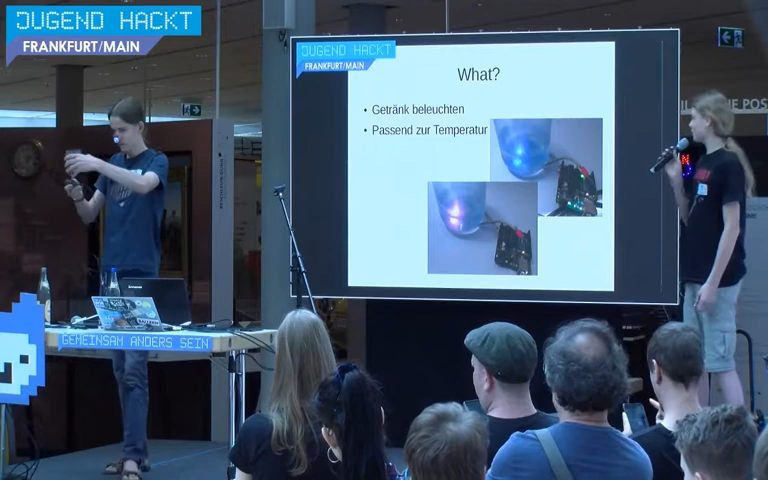 JUGEND HACKT
FRANKFURT/MAIN
JUGEND HACKT
FRANKFURT/MAIN
What?
• Getränk beleuchten
• Passend zur Temperatur
GEMEINSAM ANDERS SEIN